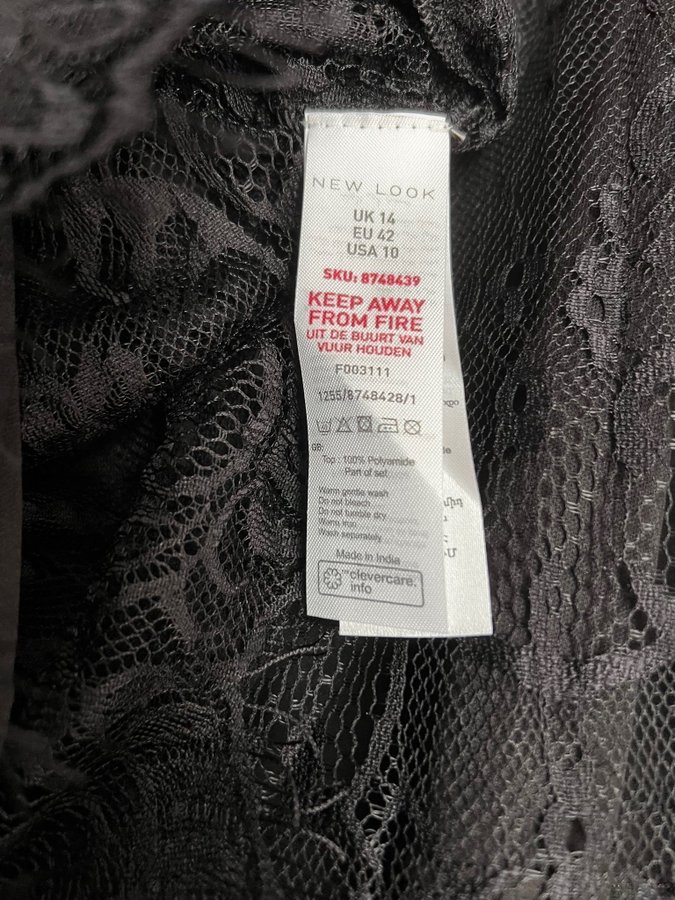 NEW LOOK
UK 14
EU 42
USA 10
SKU: 8748439
KEEP AWAY
FROM FIRE
UIT DE BUURT VAN
VUUR HOUDEN
F003111
1255/8748428/1
GB:
Top : 100% Polyamide
Part of set
Warm gentle wash
Do not bleach
Do not tumble dry
Warm iron
Wash separately
Made in India
clevercare.
info